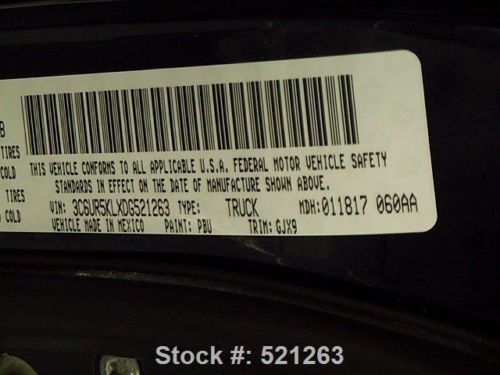 B
TIRES
COLD
TIRES
COLD
THIS VEHICLE CONFORMS TO ALL APPLICABLE U.S.A. FEDERAL MOTOR VEHICLE SAFETY
STANDARDS IN EFFECT ON THE DATE OF MANUFACTURE SHOWN ABOVE.
VIN: 3C6UR5KLXDG521263 TYPE: TRUCK MDH: 011817 060AA
VEHICLE MADE IN MEXICO PAINT: PBU TRIM: GJX9
Stock #: 521263